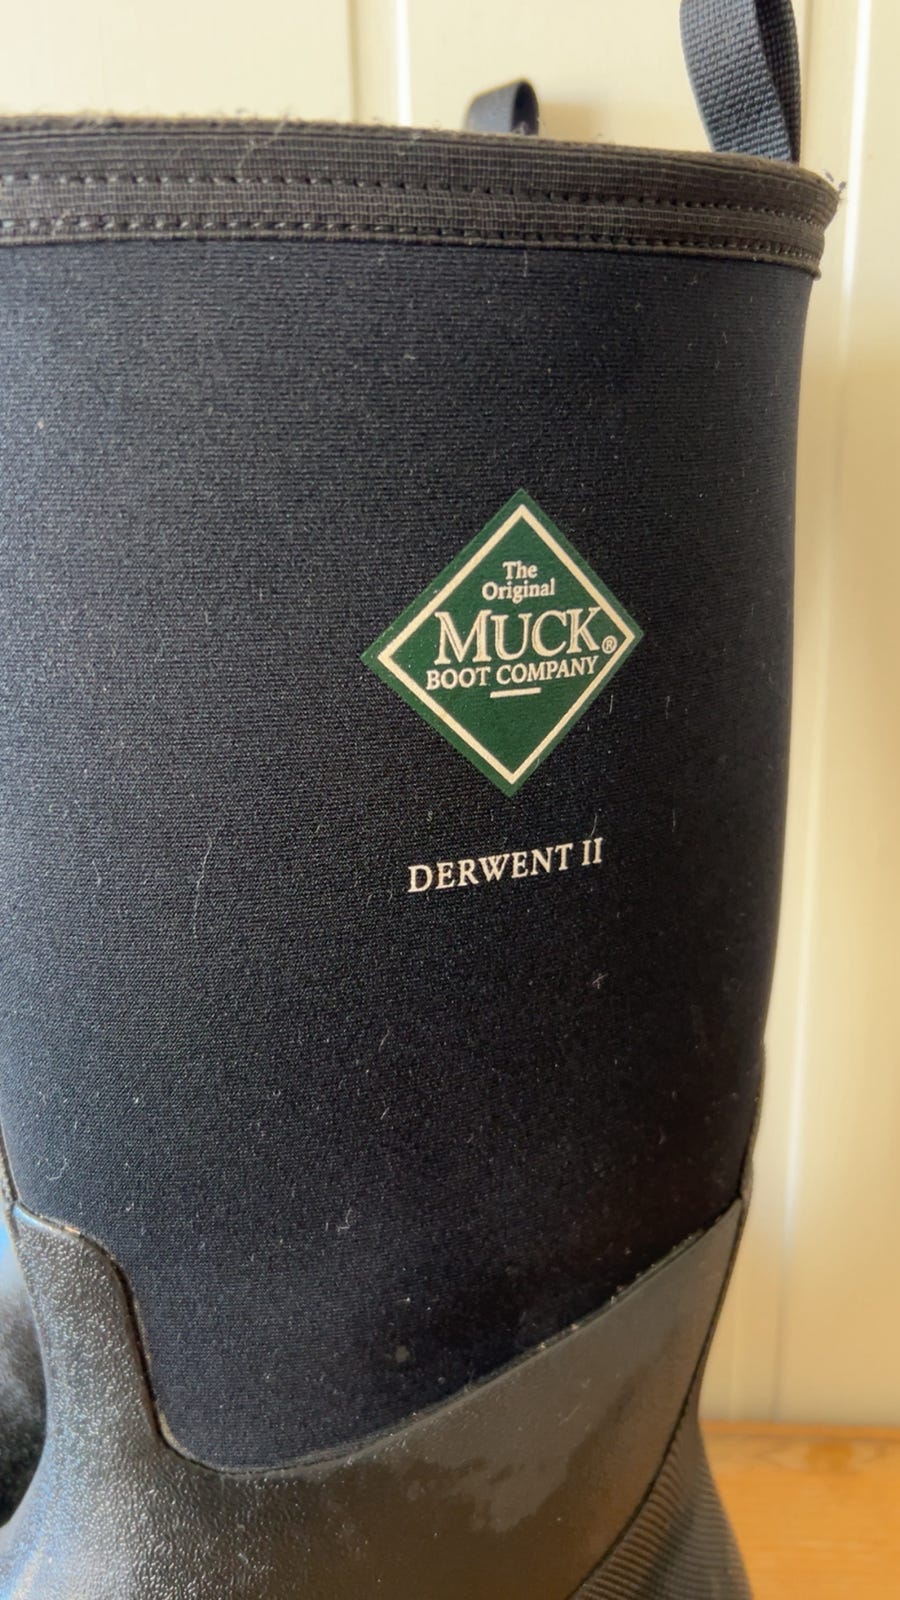 The
Original
MUCK®
BOOT COMPANY
DERWENT II